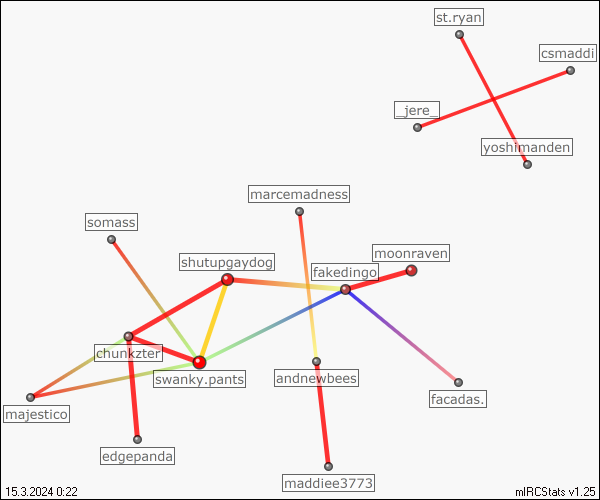 st.ryan
csmaddi
_jere_
yoshimanden
marcemadness
somass
moonraven
shutupgaydog
fakedingo
chunkzter
swanky.pants
andnewbees
facadas.
majestico
edgepanda
maddiee3773
15.3.2024 0:22
mIRCStats v1.25